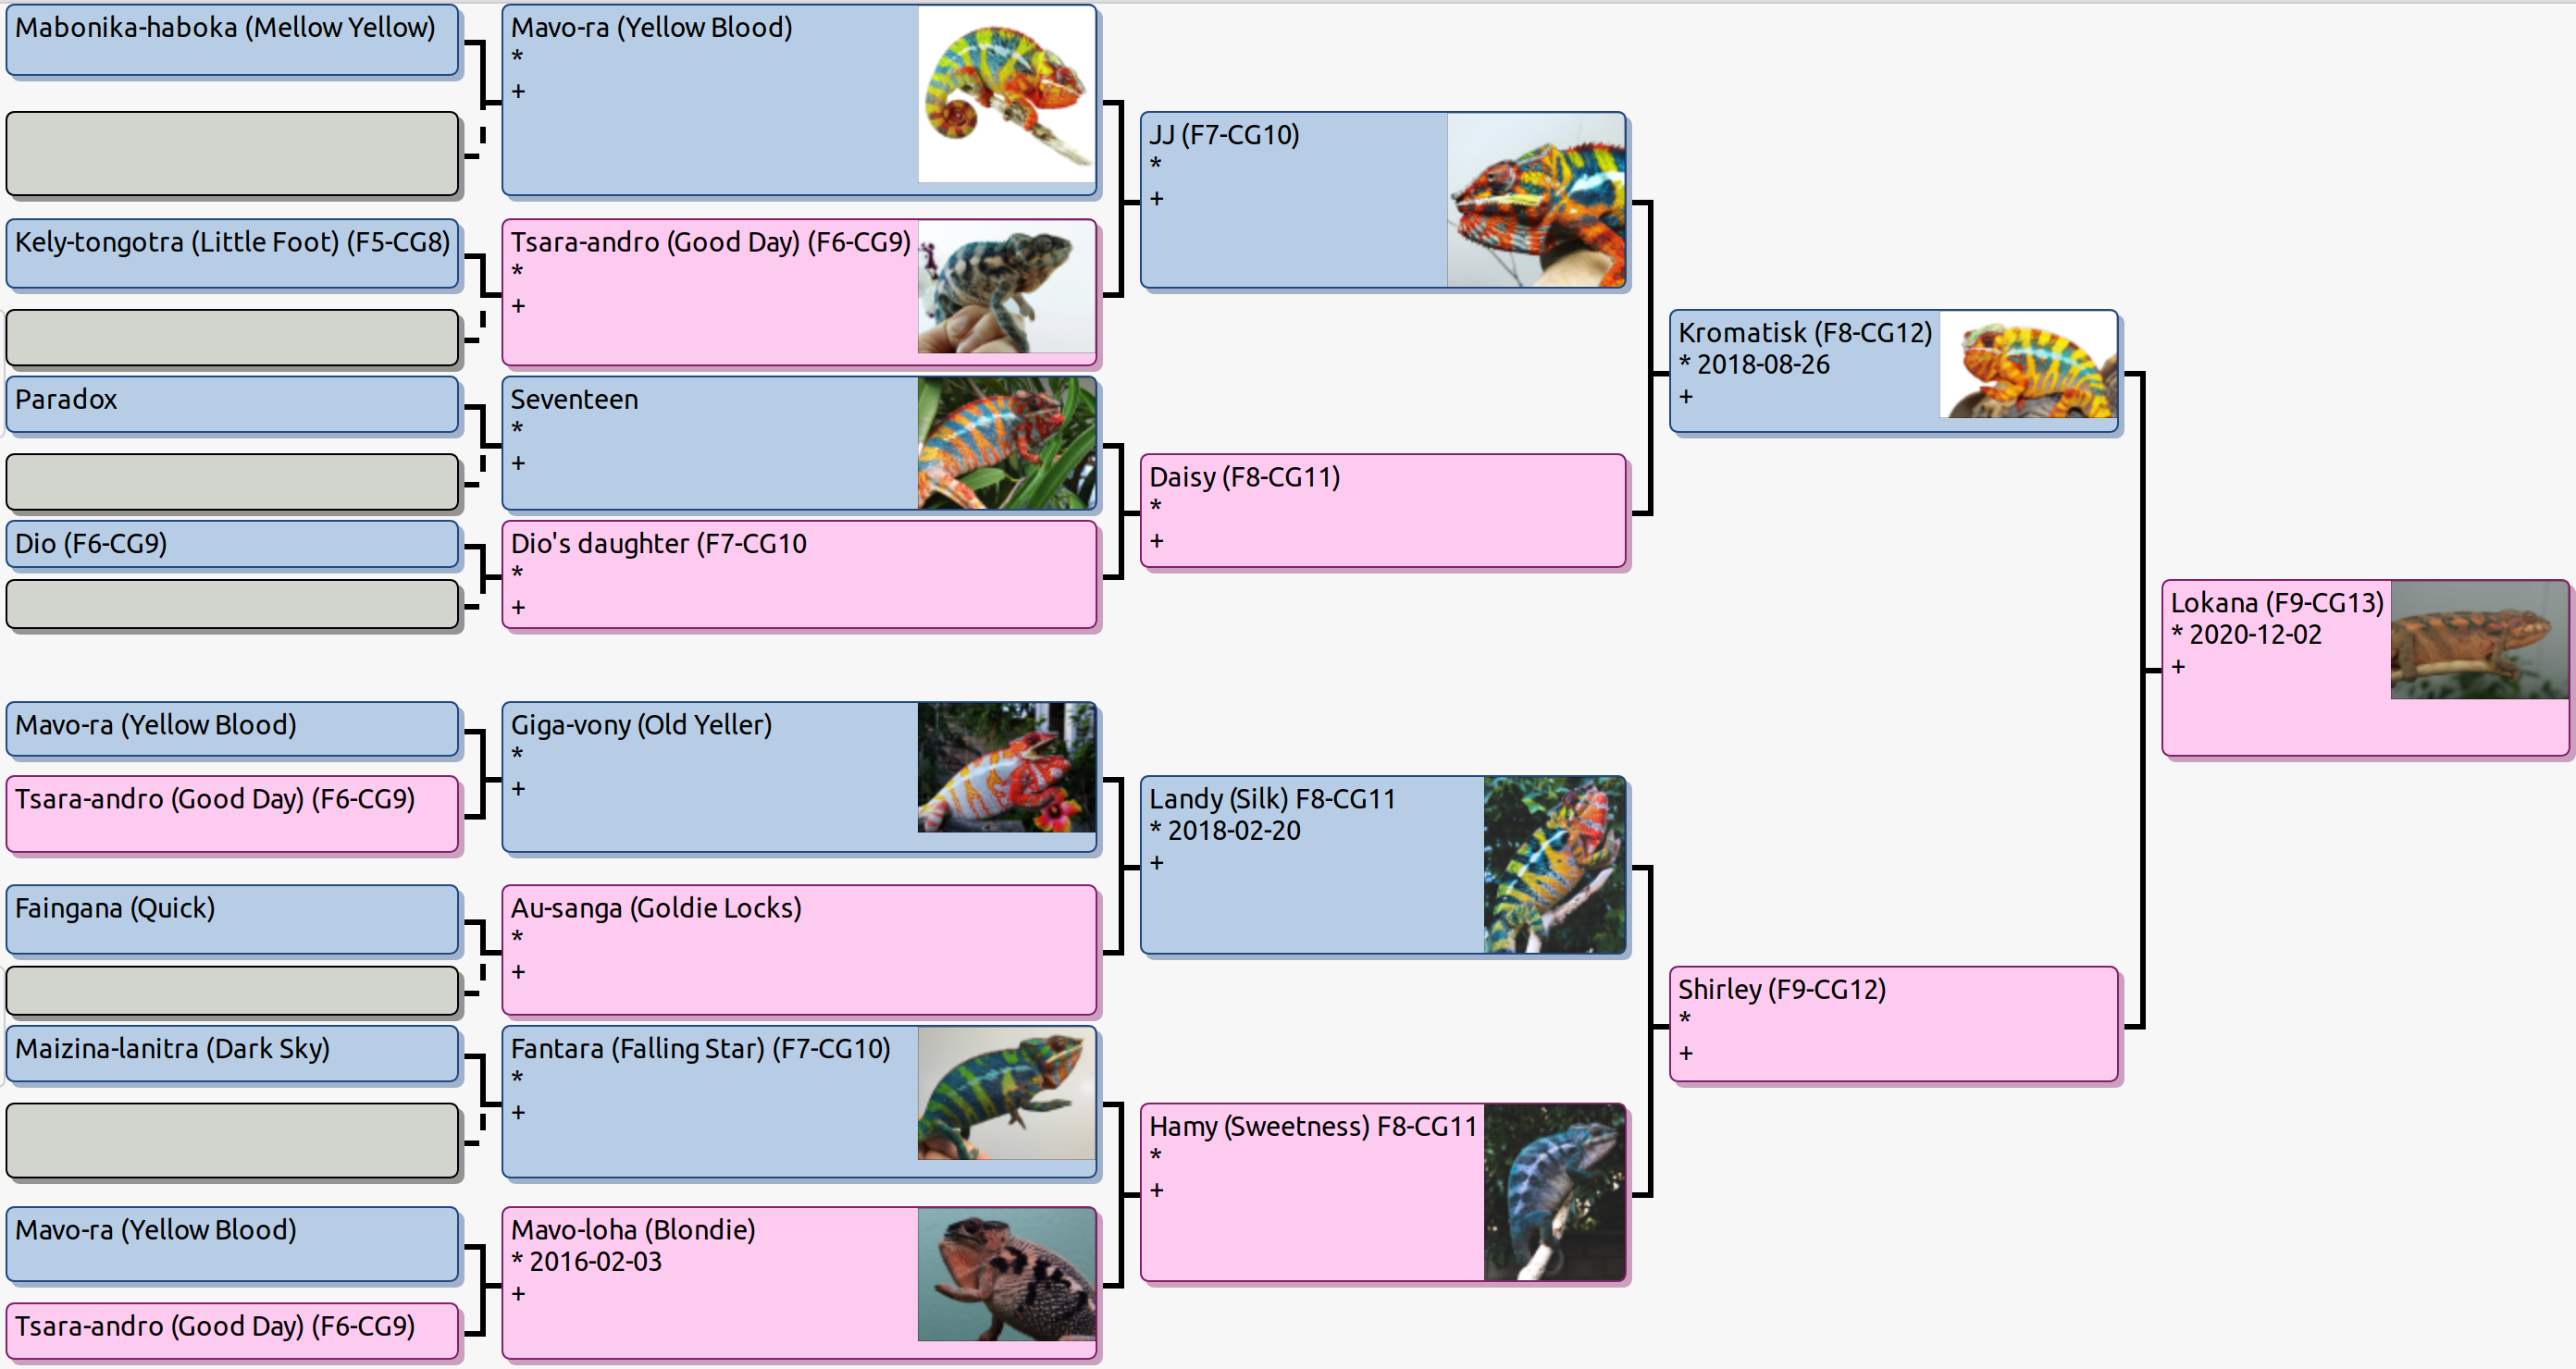 Mabonika-haboka (Mellow Yellow)
Kely-tongotra (Little Foot) (F5-CG8)
Paradox
Dio (F6-CG9)
Mavo-ra (Yellow Blood)
Tsara-andro (Good Day) (F6-CG9)
Faingana (Quick)
Maizina-lanitra (Dark Sky)
Mavo-ra (Yellow Blood)
Tsara-andro (Good Day) (F6-CG9)
Mavo-ra (Yellow Blood)
*
+
Tsara-andro (Good Day) (F6-CG9)
*
+
Seventeen
*
+
Dio's daughter (F7-CG10
*
+
Giga-vony (Old Yeller)
*
+
Au-sanga (Goldie Locks)
*
+
Fantara (Falling Star) (F7-CG10)
*
+
Mavo-loha (Blondie)
* 2016-02-03
+
JJ (F7-CG10)
*
+
Daisy (F8-CG11)
*
+
Landy (Silk) F8-CG11
* 2018-02-20
+
Hamy (Sweetness) F8-CG11
*
+
Kromatisk (F8-CG12)
* 2018-08-26
+
Shirley (F9-CG12)
*
+
Lokana (F9-CG13)
* 2020-12-02
+